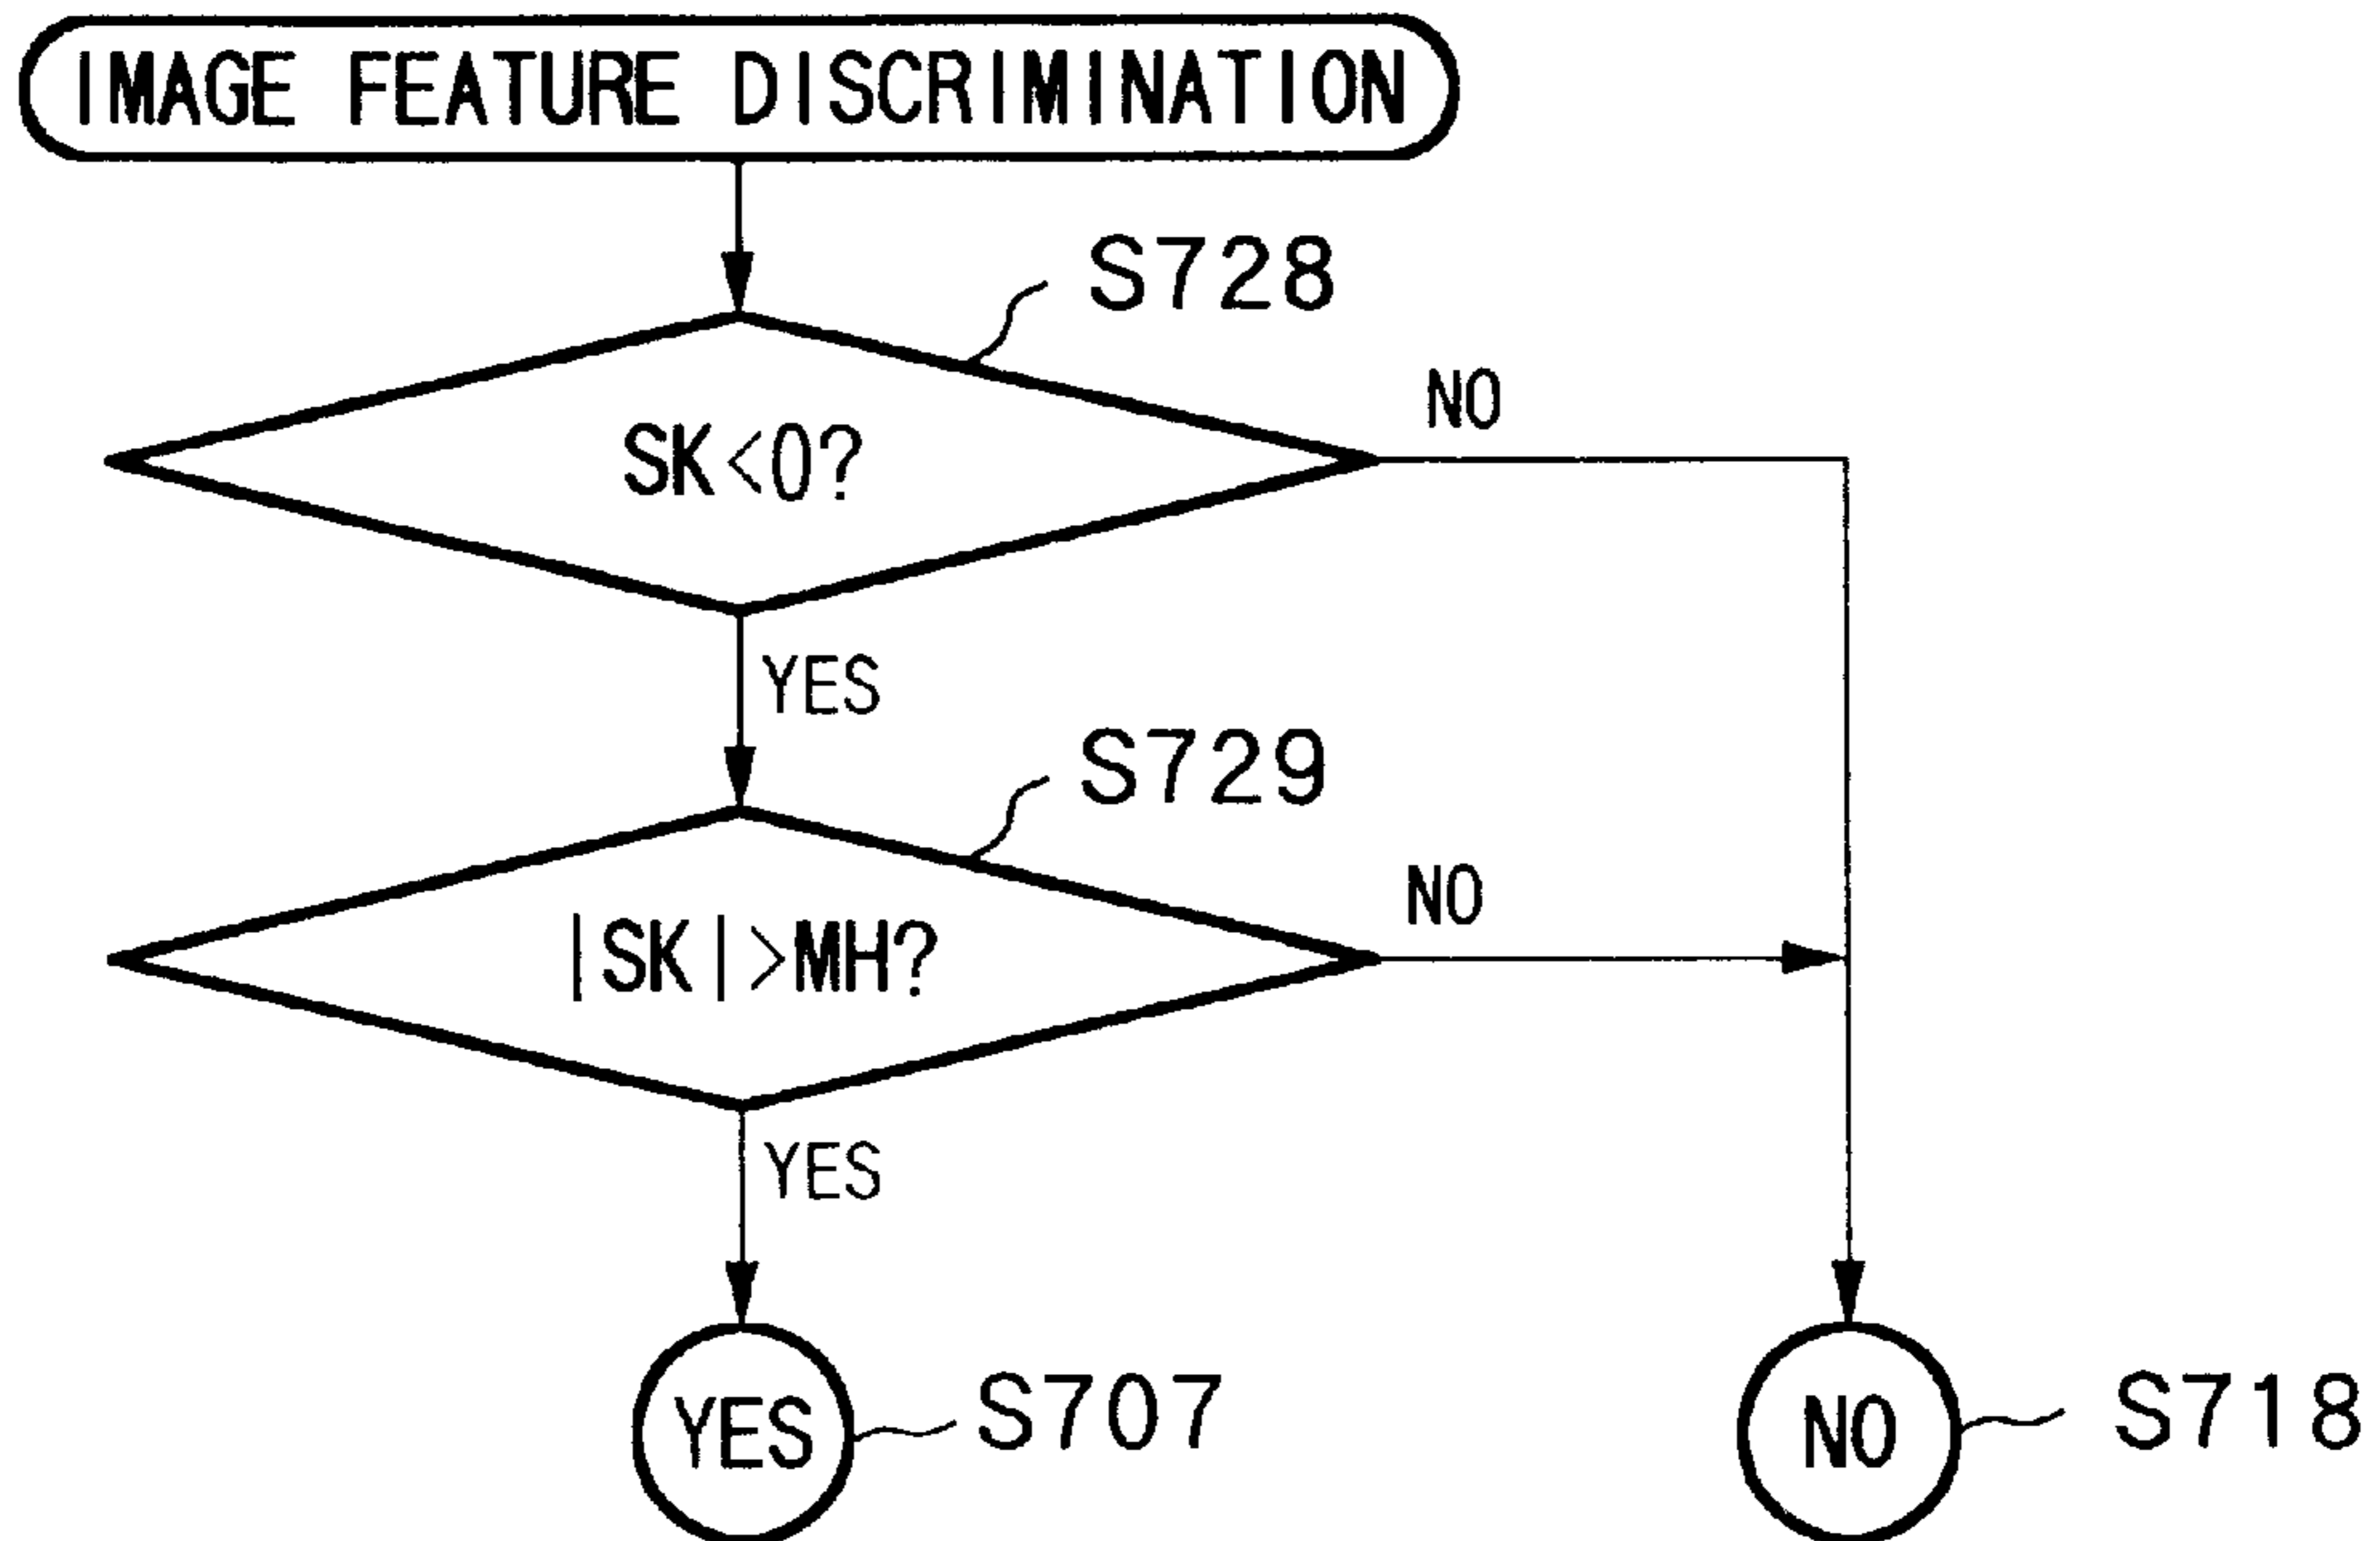 IMAGE FEATURE DISCRIMINATION
S728
NO
SK<0?
YES
S729
NO
|SK|>MH?
YES
YES
S707
NO
S718